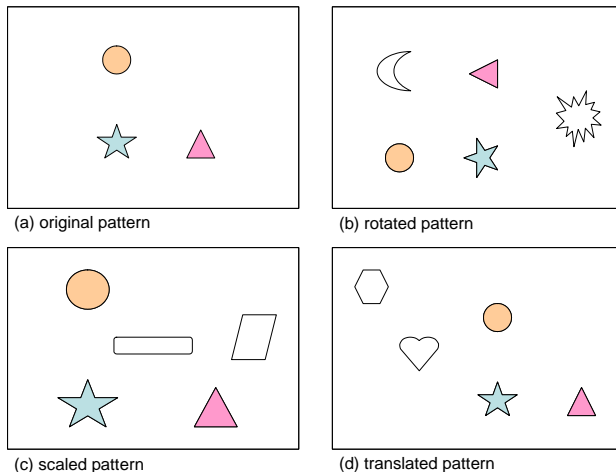 (a) original pattern
(b) rotated pattern
(c) scaled pattern
(d) translated pattern